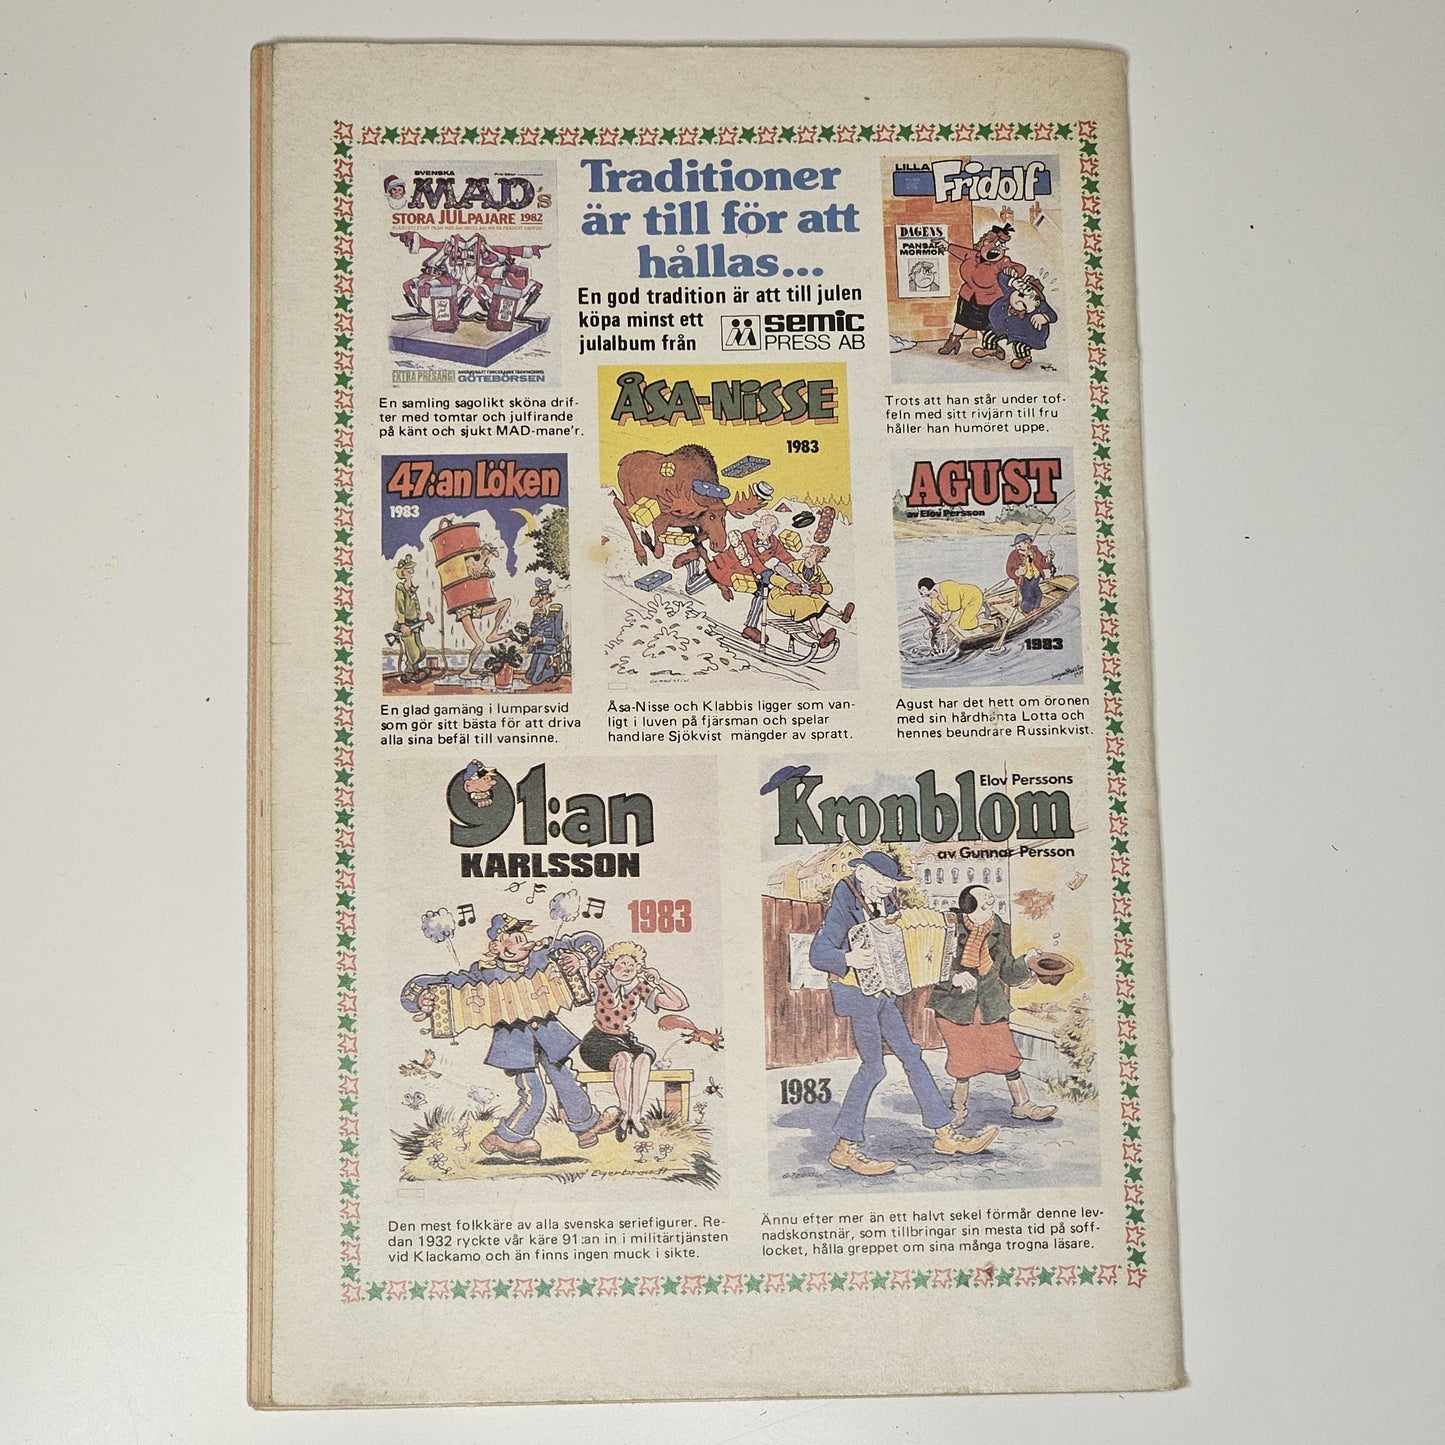 Traditioner
är till för att
hållas...
En god tradition är att till julen
köpa minst ett
julalbum från
semic
PRESS AB
SVENSKA
MAD's
STORA JULPAJARE 1982
EXTRA PRESANG!
GÖTEBÖRSEN
En samling sagolikt sköna drif-
ter med tomtar och julfirande
på känt och sjukt MAD-mane'r.
LILLA
Fridolf
DAGENS
PANSAR
MORMOR
Trots att han står under tof-
feln med sitt rivjärn till fru
håller han humöret uppe.
47:an Löken
1983
En glad gamäng i lumparsvid
som gör sitt bästa för att driva
alla sina befäl till vansinne.
ÅSA-NISSE
1983
Åsa-Nisse och Klabbis ligger som van-
ligt i luven på fjärsman och spelar
handlare Sjökvist mängder av spratt.
AGUST
av Elov Persson
1983
Agust har det hett om öronen
med sin hårdhänta Lotta och
hennes beundrare Russinkvist.
91:an
KARLSSON
1983
Egerbrandt
Den mest folkkäre av alla svenska seriefigurer. Re-
dan 1932 ryckte vår käre 91:an in i militärtjänsten
vid Klackamo och än finns ingen muck i sikte.
Elov Perssons
Kronblom
av Gunnar Persson
1983
Ännu efter mer än ett halvt sekel förmår denne lev-
nadskonstnär, som tillbringar sin mesta tid på soff-
locket, hålla greppet om sina många trogna läsare.